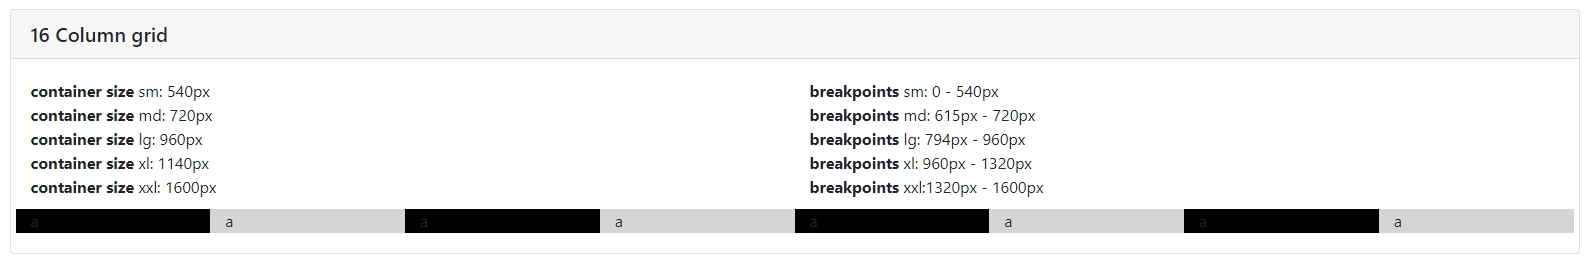 16 Column grid
container size sm: 540px
container size md: 720px
container size lg: 960px
container size xl: 1140px
container size xxl: 1600px
breakpoints sm: 0 - 540px
breakpoints md: 615px - 720px
breakpoints lg: 794px - 960px
breakpoints xl: 960px - 1320px
breakpoints xxl:1320px - 1600px
a a a a a a a a